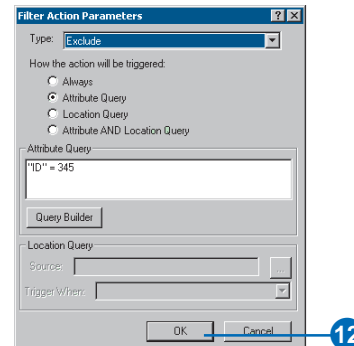 Filter Action Parameters
Type: Exclude
How the action will be triggered:
Always
Attribute Query
Location Query
Attribute AND Location Query
Attribute Query
"ID" = 345
Query Builder
Location Query
Source:
...
Trigger When:
OK Cancel
12